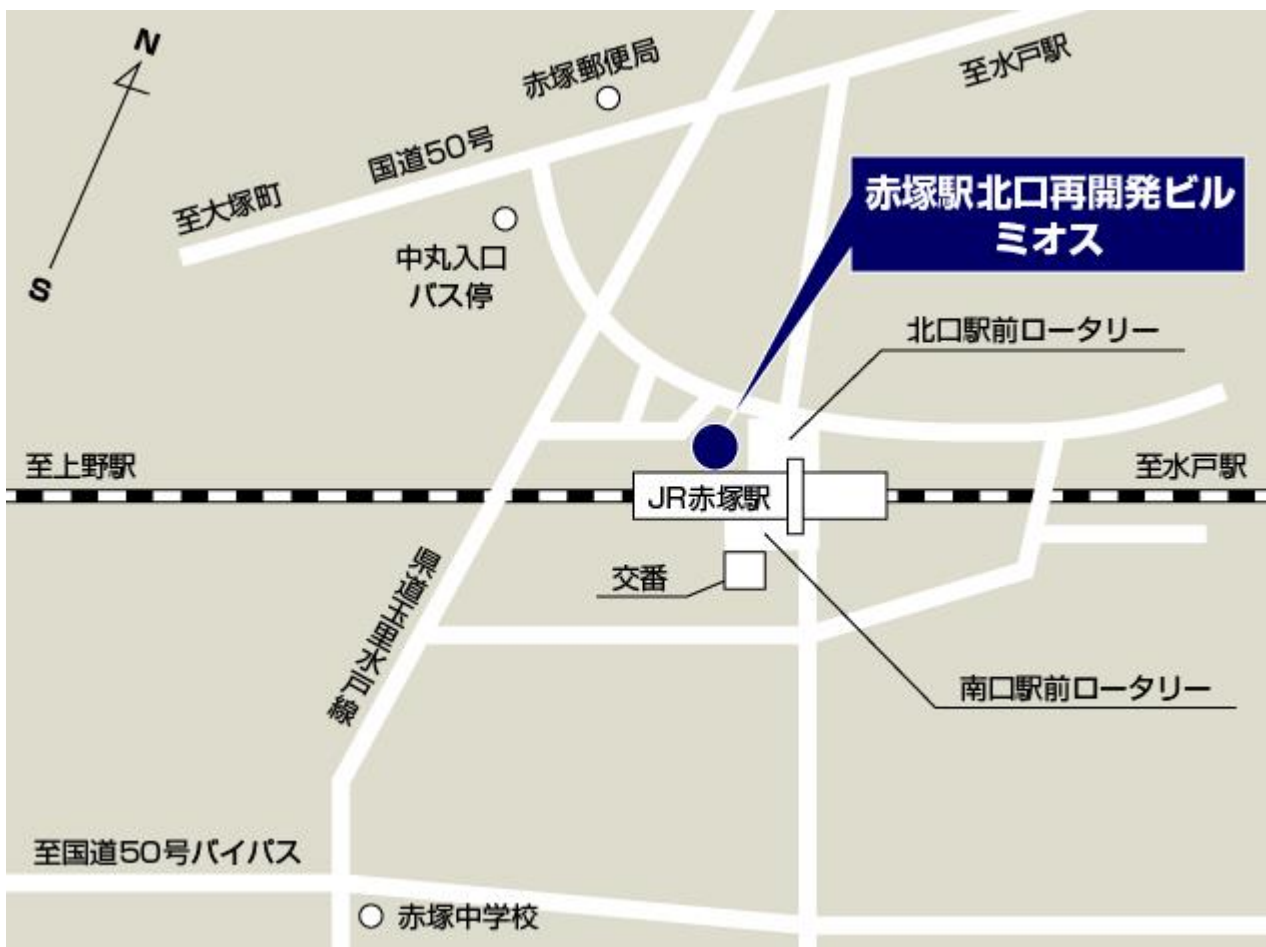 N
赤塚郵便局
至水戸駅
国道50号
至大塚町
赤塚駅北口再開発ビル
ミオス
中丸入口
バス停
S
北口駅前ロータリー
至上野駅
至水戸駅
JR赤塚駅
交番
県道玉里水戸線
南口駅前ロータリー
至国道50号バイパス
赤塚中学校